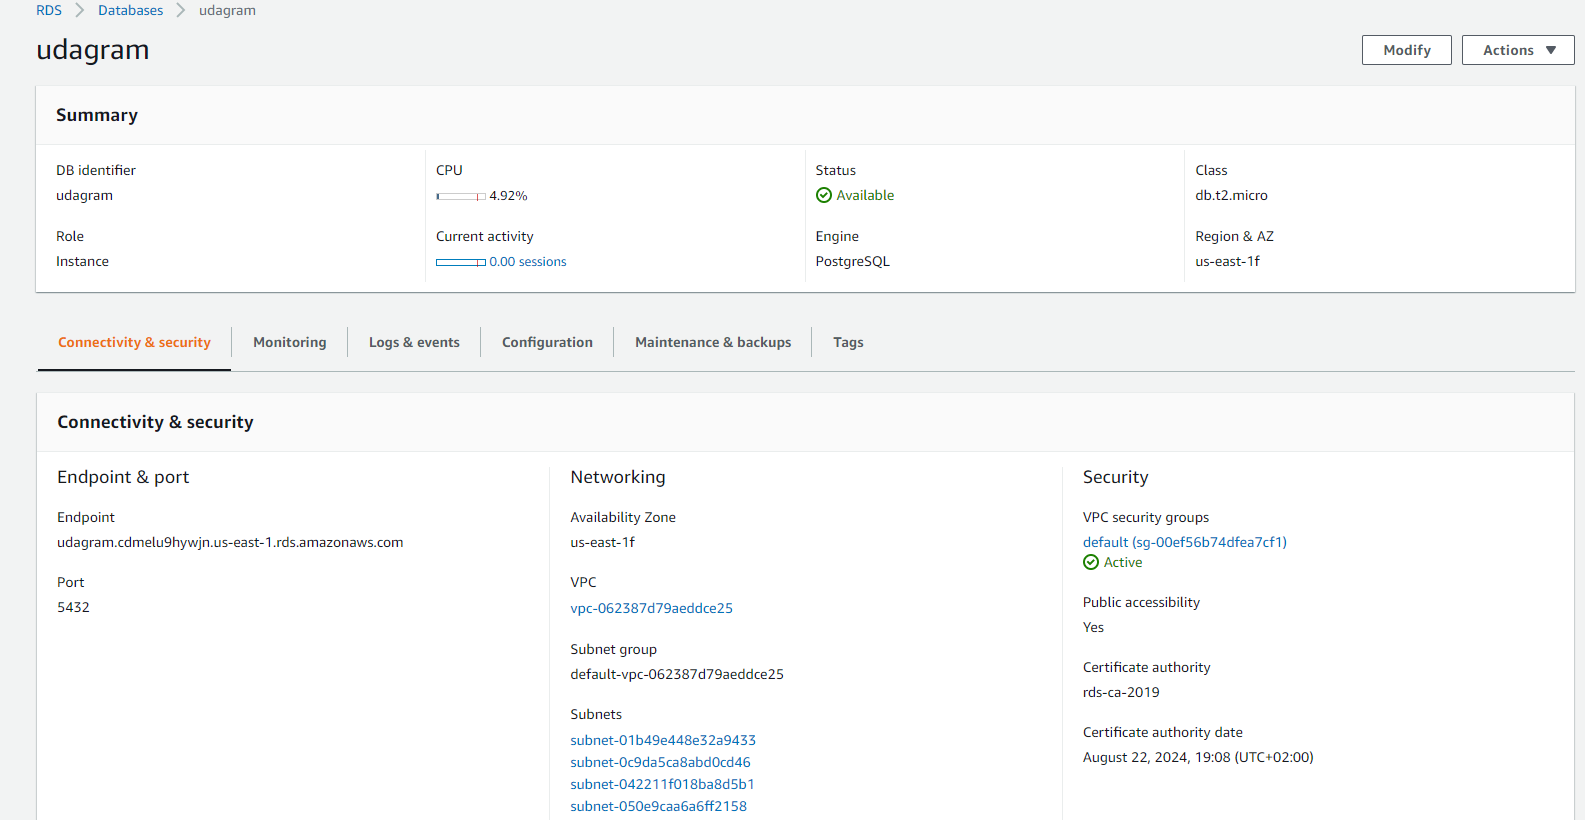 RDS Databases udagram
udagram
Modify Actions
Summary
DB identifier
udagram
CPU
4.92%
Status
Available
Class
db.t2.micro
Role
Instance
Current activity
0.00 sessions
Engine
PostgreSQL
Region & AZ
us-east-1f
Connectivity & security Monitoring Logs & events Configuration Maintenance & backups Tags
Connectivity & security
Endpoint & port
Endpoint
udagram.cdmelu9hywjn.us-east-1.rds.amazonaws.com
Port
5432
Networking
Availability Zone
us-east-1f
VPC
vpc-062387d79aeddce25
Subnet group
default-vpc-062387d79aeddce25
Subnets
subnet-01b49e448e32a9433
subnet-0c9da5ca8abd0cd46
subnet-042211f018ba8d5b1
subnet-050e9caa6a6ff2158
Security
VPC security groups
default (sg-00ef56b74dfea7cf1)
Active
Public accessibility
Yes
Certificate authority
rds-ca-2019
Certificate authority date
August 22, 2024, 19:08 (UTC+02:00)